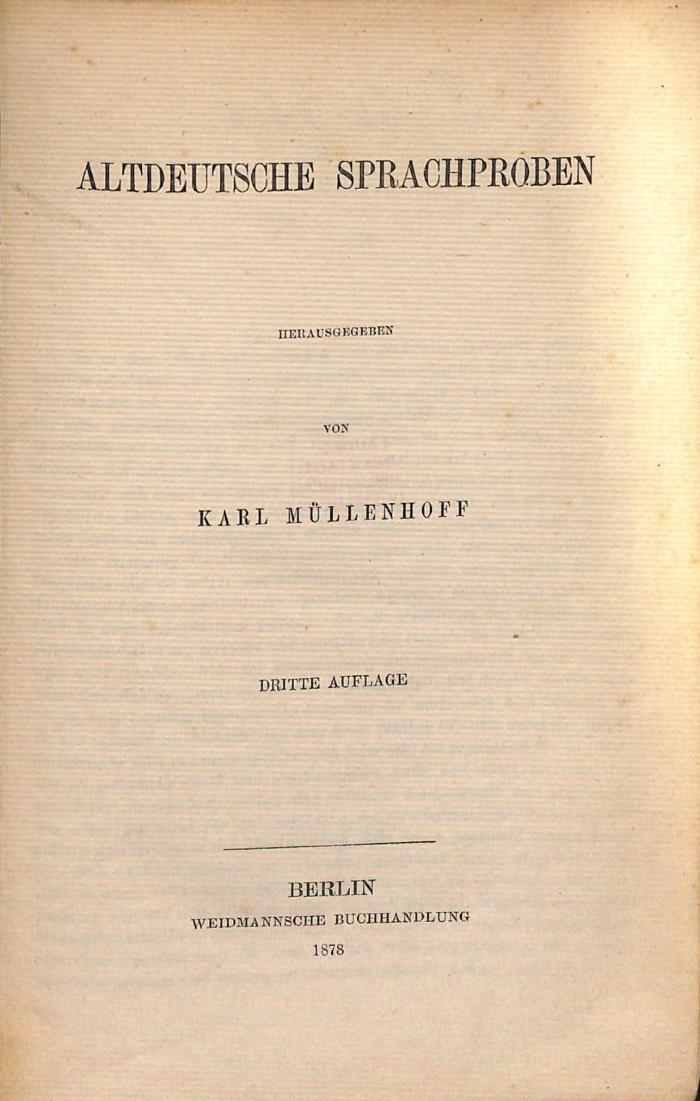 ALTDEUTSCHE SPRACHPROBEN
HERAUSGEGEBEN
VON
KARL MÜLLENHOFF
DRITTE AUFLAGE
BERLIN
WEIDMANNSCHE BUCHHANDLUNG
1878